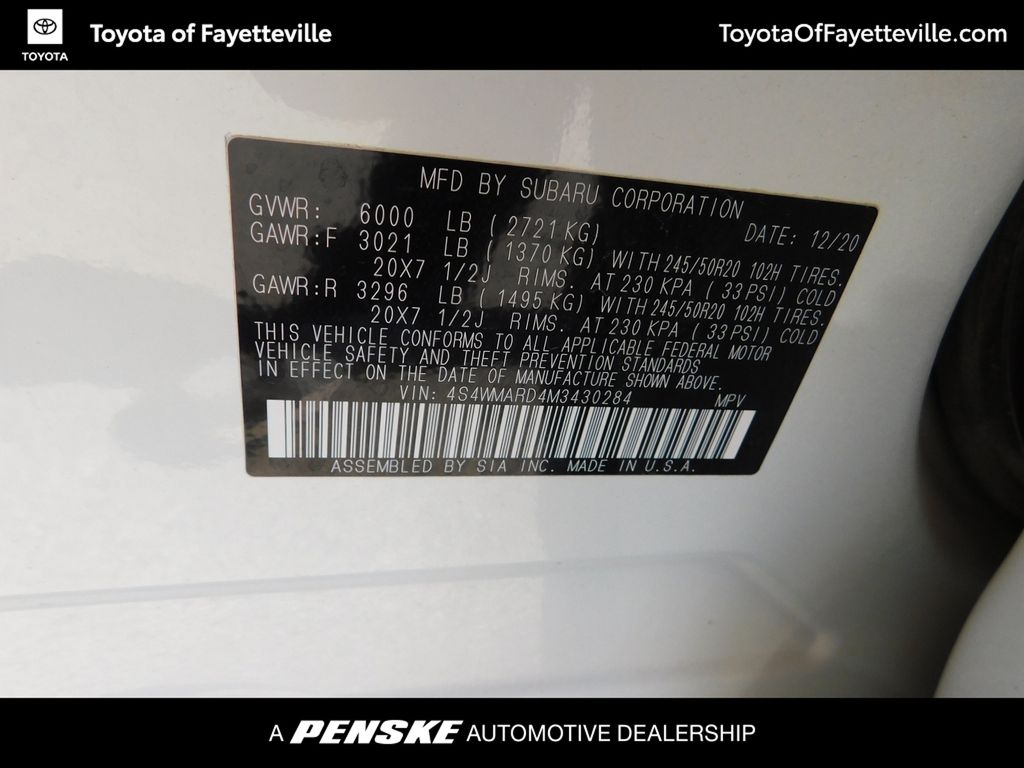 TOYOTA
Toyota of Fayetteville
ToyotaOfFayetteville.com
MFD BY SUBARU CORPORATION
GVWR: 6000 LB ( 2721 KG) DATE: 12/20
GAWR:F 3021 LB ( 1370 KG) WITH 245/50R20 102H TIRES.
20X7 1/2J RIMS. AT 230 KPA ( 33 PSI) COLD
GAWR:R 3296 LB ( 1495 KG) WITH 245/50R20 102H TIRES.
20X7 1/2J RIMS. AT 230 KPA ( 33 PSI) COLD
THIS VEHICLE CONFORMS TO ALL APPLICABLE FEDERAL MOTOR
VEHICLE SAFETY AND THEFT PREVENTION STANDARDS
IN EFFECT ON THE DATE OF MANUFACTURE SHOWN ABOVE.
VIN: 4S4WMARD4M3430284 MPV
ASSEMBLED BY SIA INC. MADE IN U.S.A.
A PENSKE AUTOMOTIVE DEALERSHIP